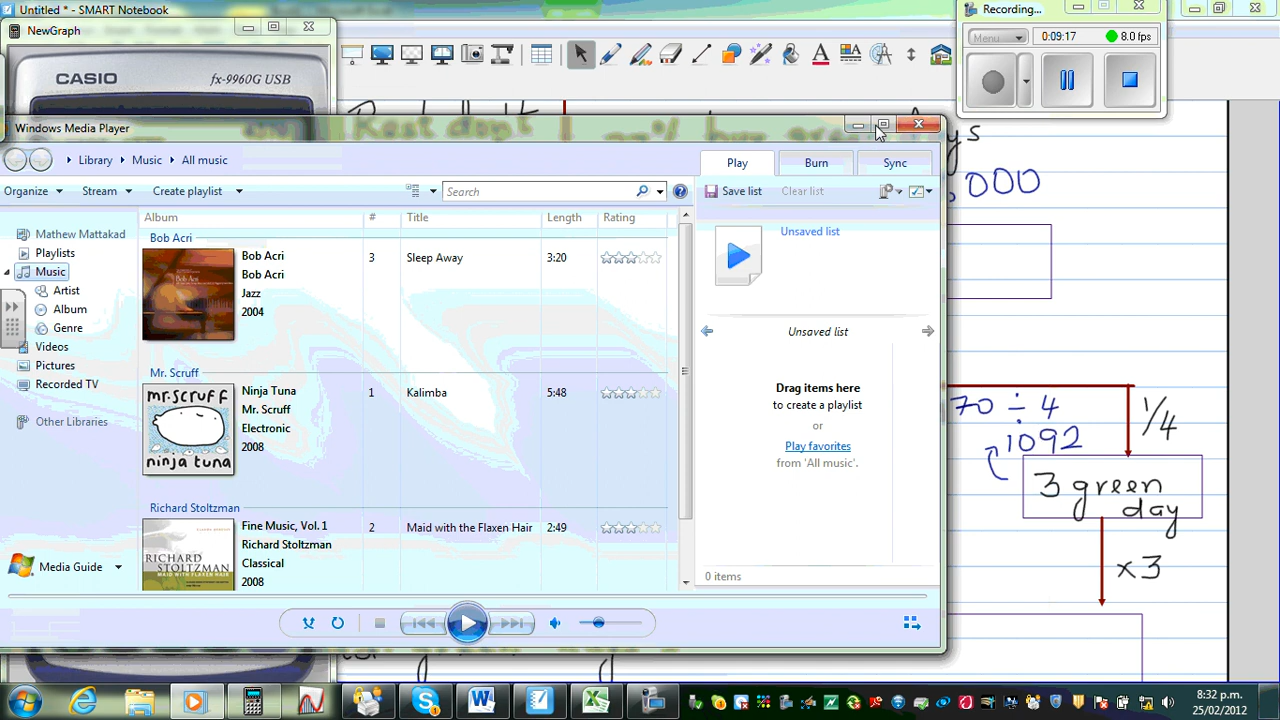 Untitled * - SMART Notebook
NewGraph
CASIO fx-9960G USB
Recording...
Menu 0:09:17 8.0 fps
Windows Media Player
Library Music All music
Play Burn Sync
Organize Stream Create playlist Search
Save list Clear list
Album # Title Length Rating
Mathew Mattakad
Playlists
Music
Artist
Album
Genre
Videos
Pictures
Recorded TV
Other Libraries
Media Guide
Bob Acri
Bob Acri 3 Sleep Away 3:20
Bob Acri
Jazz
2004
Mr. Scruff
mr.scruff
ninja tuna
Ninja Tuna 1 Kalimba 5:48
Mr. Scruff
Electronic
2008
Richard Stoltzman
RICHARD
STOLTZMAN
MAID WITH THE FLAXEN HAIR
Fine Music, Vol. 1 2 Maid with the Flaxen Hair 2:49
Richard Stoltzman
Classical
2008
Unsaved list
Unsaved list
Drag items here
to create a playlist
or
Play favorites
from 'All music'.
0 items
000
70 ÷ 4
1092
1/4
3 green
day
×3
8:32 p.m.
25/02/2012